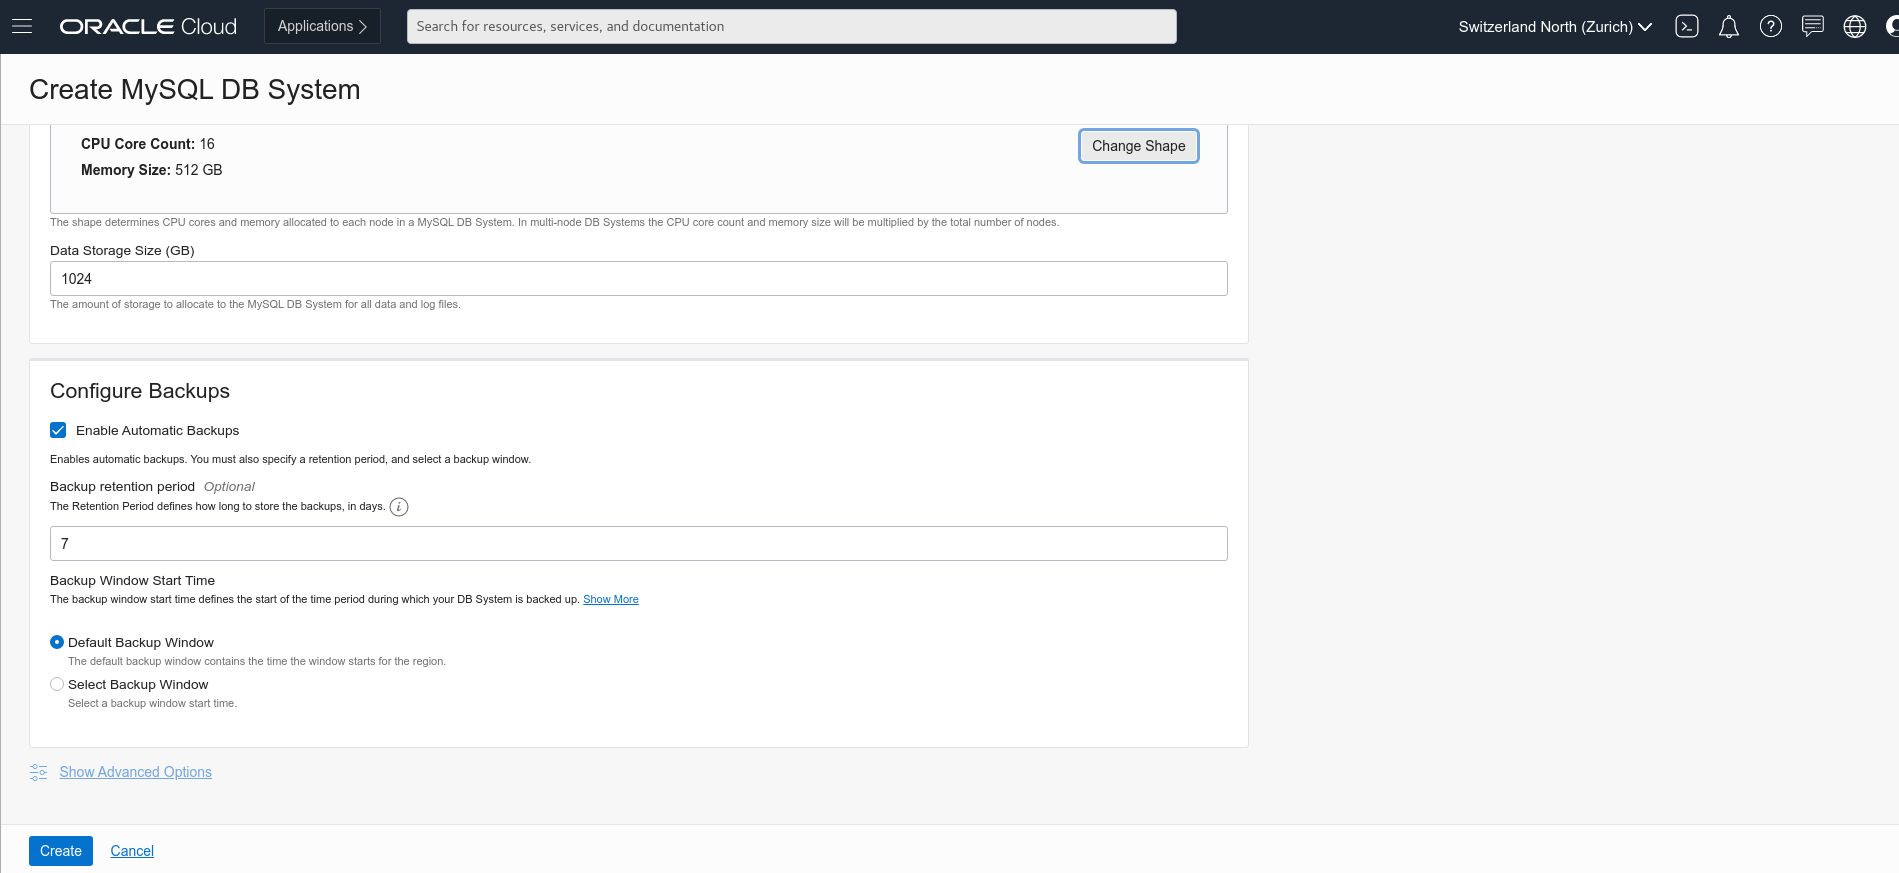 ORACLE Cloud
Applications
Search for resources, services, and documentation
Switzerland North (Zurich)
Create MySQL DB System
CPU Core Count: 16
Change Shape
Memory Size: 512 GB
The shape determines CPU cores and memory allocated to each node in a MySQL DB System. In multi-node DB Systems the CPU core count and memory size will be multiplied by the total number of nodes.
Data Storage Size (GB)
1024
The amount of storage to allocate to the MySQL DB System for all data and log files.
Configure Backups
Enable Automatic Backups
Enables automatic backups. You must also specify a retention period, and select a backup window.
Backup retention period Optional
The Retention Period defines how long to store the backups, in days.
7
Backup Window Start Time
The backup window start time defines the start of the time period during which your DB System is backed up. Show More
Default Backup Window
The default backup window contains the time the window starts for the region.
Select Backup Window
Select a backup window start time.
Show Advanced Options
Create Cancel